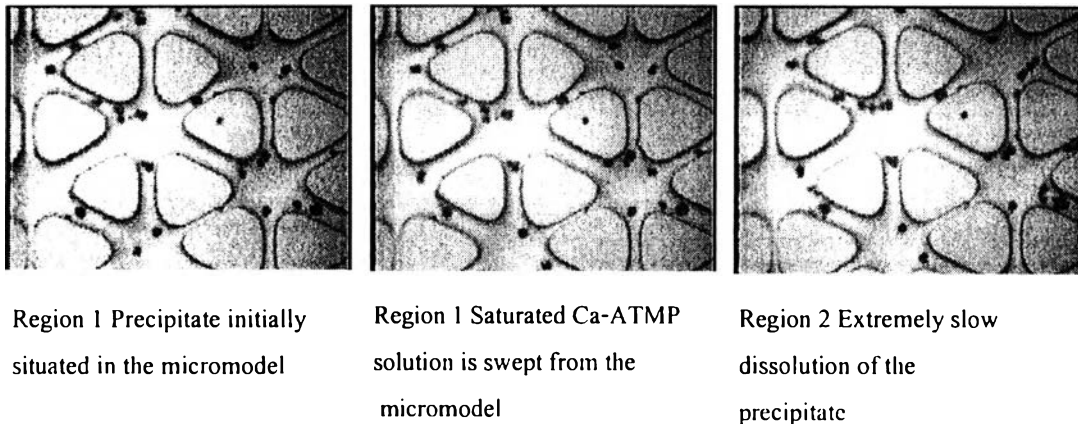 Region 1 Precipitate initially
situated in the micromodel
Region 1 Saturated Ca-ATMP
solution is swept from the
micromodel
Region 2 Extremely slow
dissolution of the
precipitate